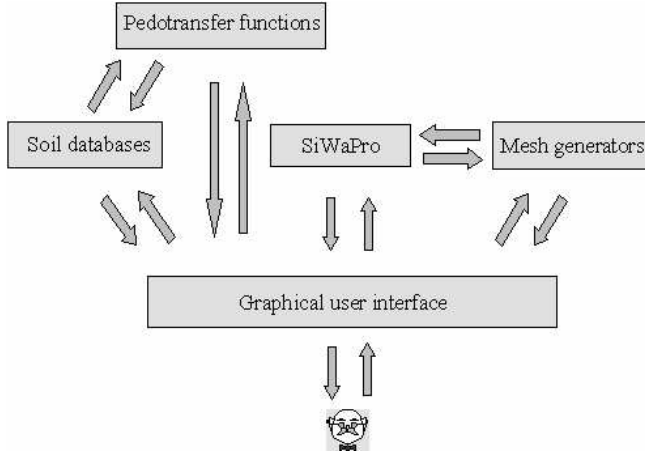 Pedotransfer functions
Soil databases
SiWaPro
Mesh generators
Graphical user interface